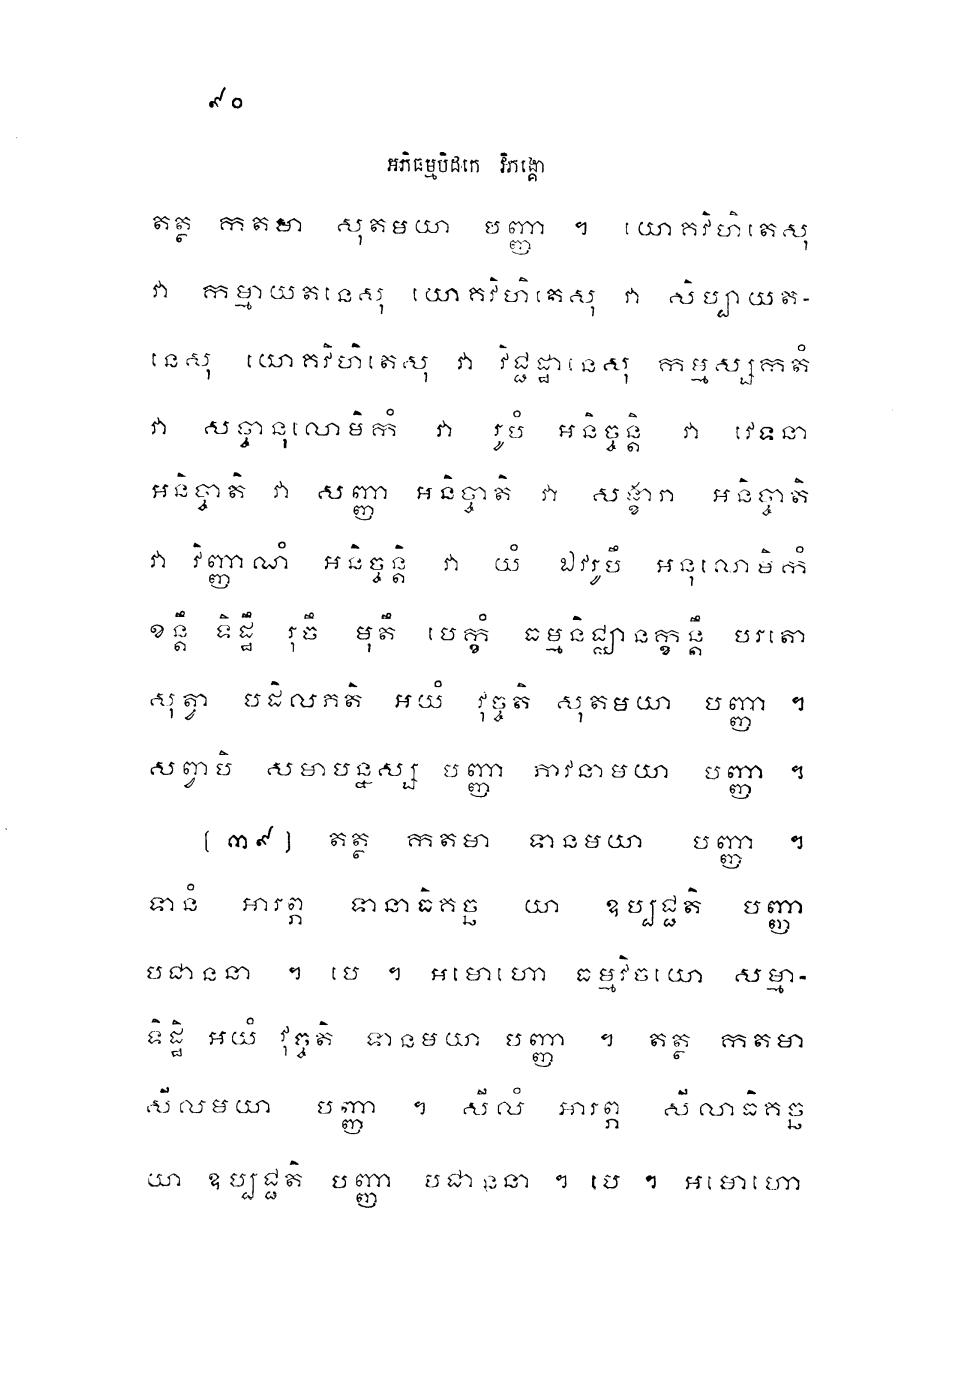 ៩០
អភិធម្មបិដកេ វិភង្គោ
តត្ថ កតមា សុតមយា បញ្ញា ។ យោគវិហិតេសុ
វា កម្មាយតនេសុ យោគវិហិតេសុ វា សិប្បាយត-
នេសុ យោគវិហិតេសុ វា វិជ្ជដ្ឋានេសុ កម្មស្សកតំ
វា សច្ចានុលោមិកំ វា រូបំ អនិច្ចន្តិ វា វេទនា
អនិច្ចាតិ វា សញ្ញា អនិច្ចាតិ វា សង្ខារា អនិច្ចាតិ
វា វិញ្ញាណំ អនិច្ចន្តិ វា យំ ឯវរូបឹ អនុលោមិកំ
ខន្តឹ ទិដ្ឋឹ រុចឹ មុតឹ បេក្ខំ ធម្មនិជ្ឈានក្ខន្តឹ បរតោ
សុត្វា បដិលភតិ អយំ វុច្ចតិ សុតមយា បញ្ញា ។
សព្វាបិ សមាបន្នស្ស បញ្ញា ភាវនាមយា បញ្ញា ។
[៣៩] តត្ថ កតមា ទានមយា បញ្ញា ។
ទានំ អារព្ភ ទានាធិគច្ឆ យា ឧប្បជ្ជតិ បញ្ញា
បជាននា ។ បេ ។ អមោហោ ធម្មវិចយោ សម្មា-
ទិដ្ឋិ អយំ វុច្ចតិ ទានមយា បញ្ញា ។ តត្ថ កតមា
សីលមយា បញ្ញា ។ សីលំ អារព្ភ សីលាធិគច្ឆ
យា ឧប្បជ្ជតិ បញ្ញា បជាននា ។ បេ ។ អមោហោ